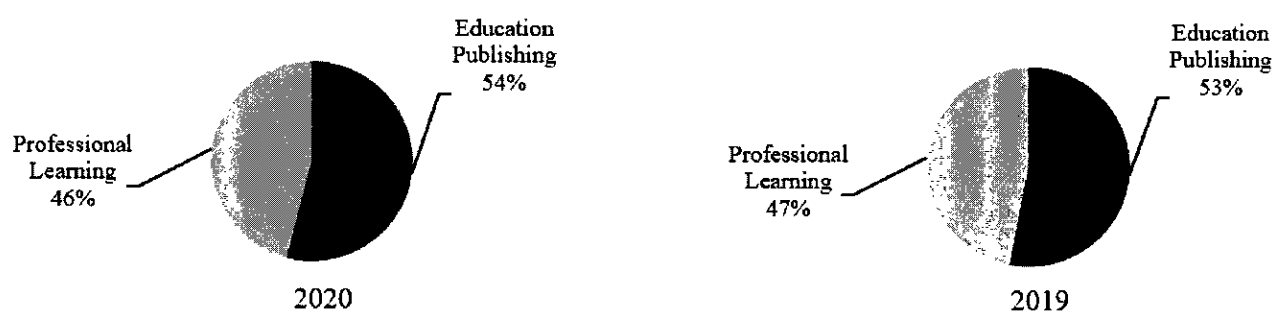 Education
Publishing
54%
Professional
Learning
46%
2020
Education
Publishing
53%
Professional
Learning
47%
2019